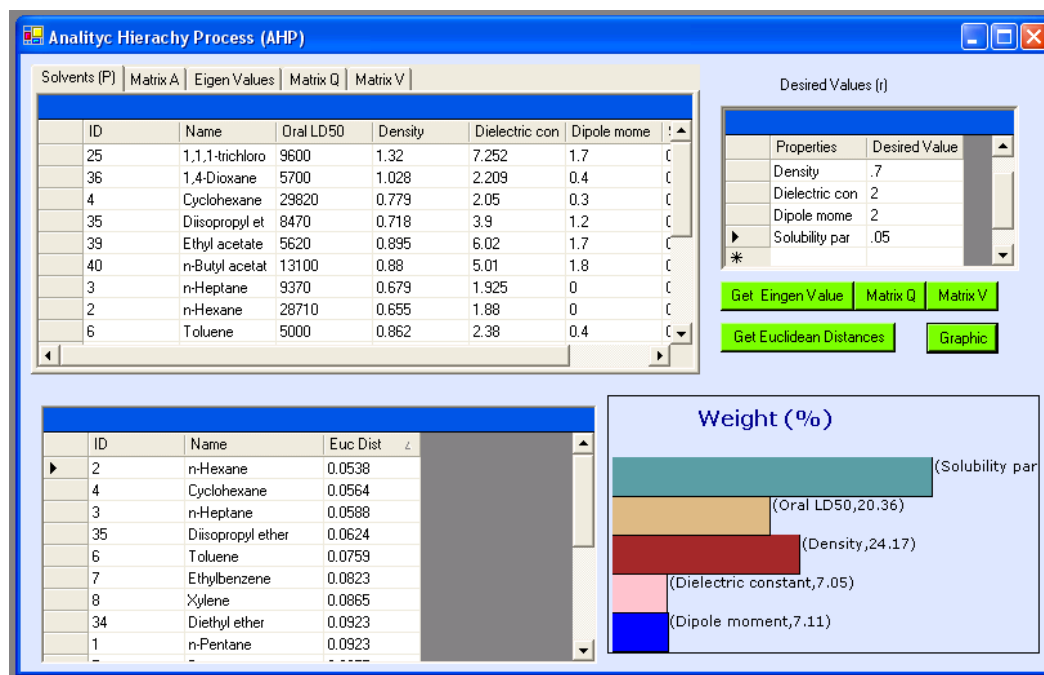 Analityc Hierachy Process (AHP)
Solvents (P) Matrix A Eigen Values Matrix Q Matrix V
ID Name Oral LD50 Density Dielectric con Dipole mome
25 1,1,1-trichloro 9600 1.32 7.252 1.7
36 1,4-Dioxane 5700 1.028 2.209 0.4
4 Cyclohexane 29820 0.779 2.05 0.3
35 Diisopropyl et 8470 0.718 3.9 1.2
39 Ethyl acetate 5620 0.895 6.02 1.7
40 n-Butyl acetat 13100 0.88 5.01 1.8
3 n-Heptane 9370 0.679 1.925 0
2 n-Hexane 28710 0.655 1.88 0
6 Toluene 5000 0.862 2.38 0.4
Desired Values (r)
Properties Desired Value
Density .7
Dielectric con 2
Dipole mome 2
Solubility par .05
Get Eingen Value Matrix Q Matrix V
Get Euclidean Distances Graphic
ID Name Euc Dist
2 n-Hexane 0.0538
4 Cyclohexane 0.0564
3 n-Heptane 0.0588
35 Diisopropyl ether 0.0624
6 Toluene 0.0759
7 Ethylbenzene 0.0823
8 Xylene 0.0865
34 Diethyl ether 0.0923
1 n-Pentane 0.0923
Weight (%)
(Solubility par
(Oral LD50,20.36)
(Density,24.17)
(Dielectric constant,7.05)
(Dipole moment,7.11)